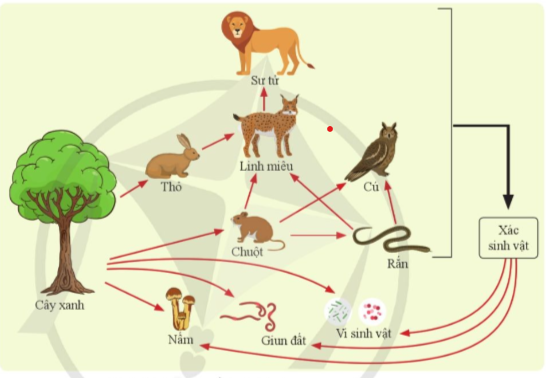 Sư tử
Linh miêu
Thỏ
Cú
Chuột
Rắn
Xác
sinh vật
Cây xanh
Nấm
Giun đất
Vi sinh vật